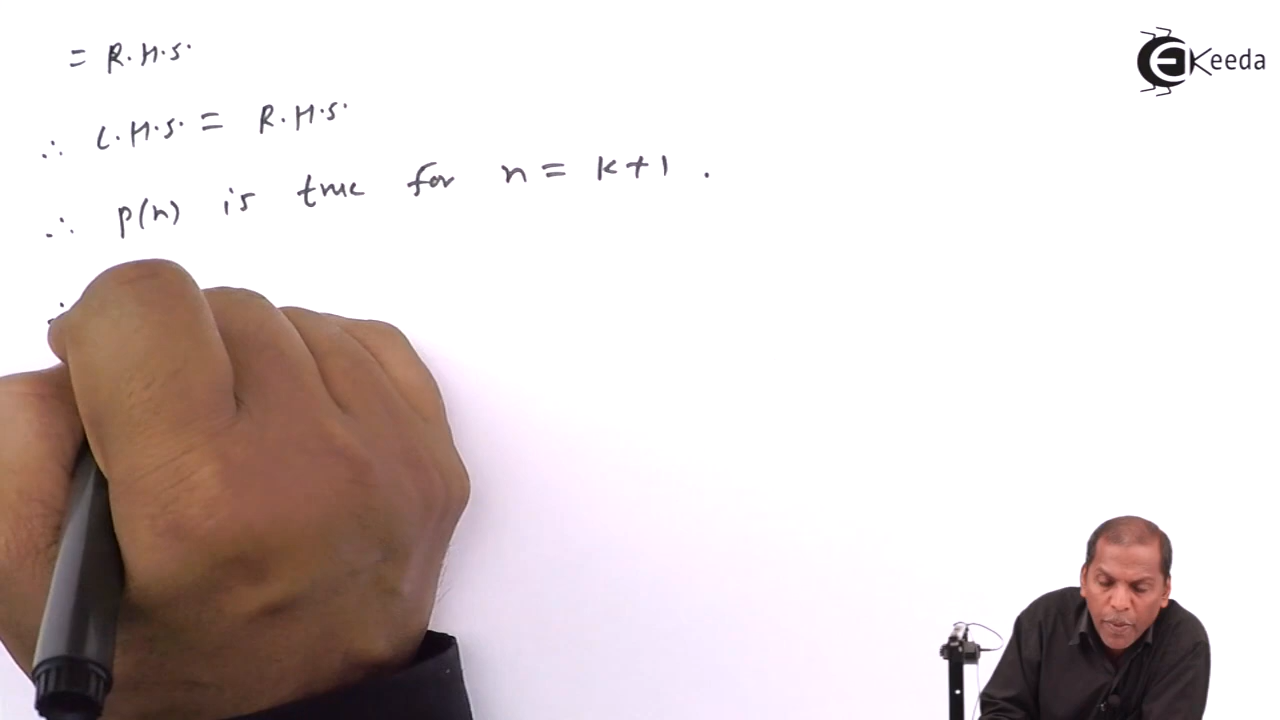 = R.H.S.
∴ L.H.S. = R.H.S.
∴ P(n) is true for n = k+1 .
∴
EKeeda